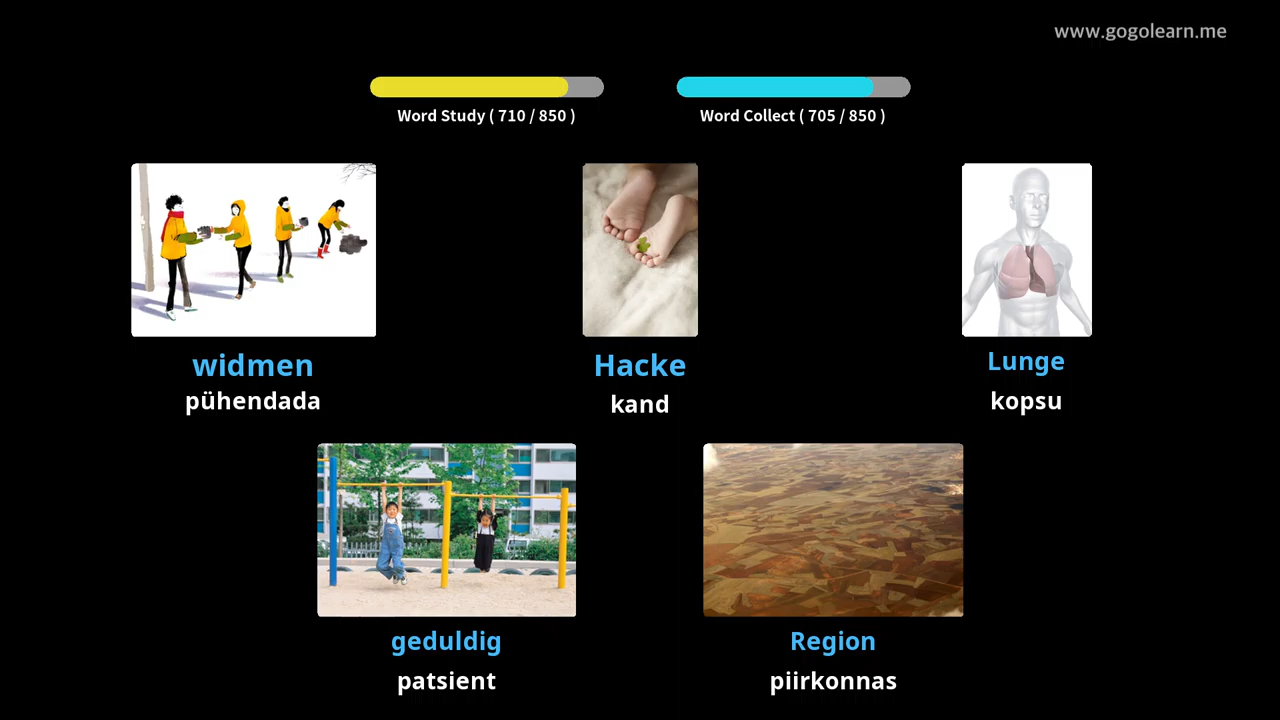 www.gogolearn.me
Word Study ( 710 / 850 )
Word Collect ( 705 / 850 )
widmen
pühendada
Hacke
kand
Lunge
kopsu
geduldig
patsient
Region
piirkonnas